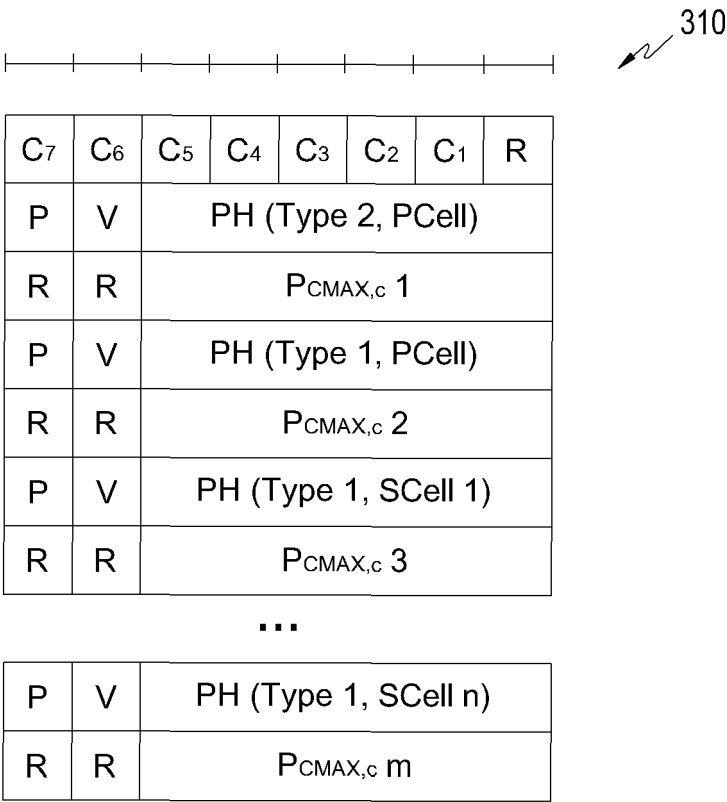 310
C7 C6 C5 C4 C3 C2 C1 R
P V PH (Type 2, PCell)
R R PCMAX,c 1
P V PH (Type 1, PCell)
R R PCMAX,c 2
P V PH (Type 1, SCell 1)
R R PCMAX,c 3
...
P V PH (Type 1, SCell n)
R R PCMAX,c m